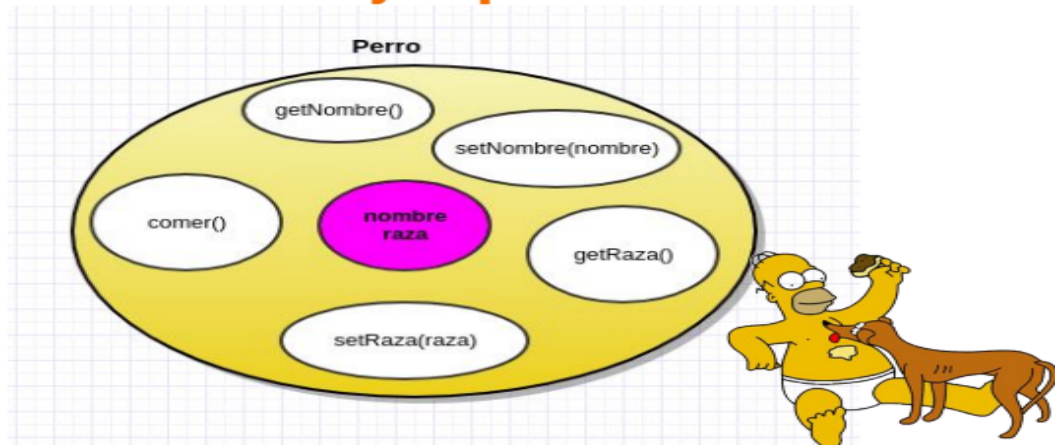 Perro
getNombre()
setNombre(nombre)
comer()
nombre
raza
getRaza()
setRaza(raza)